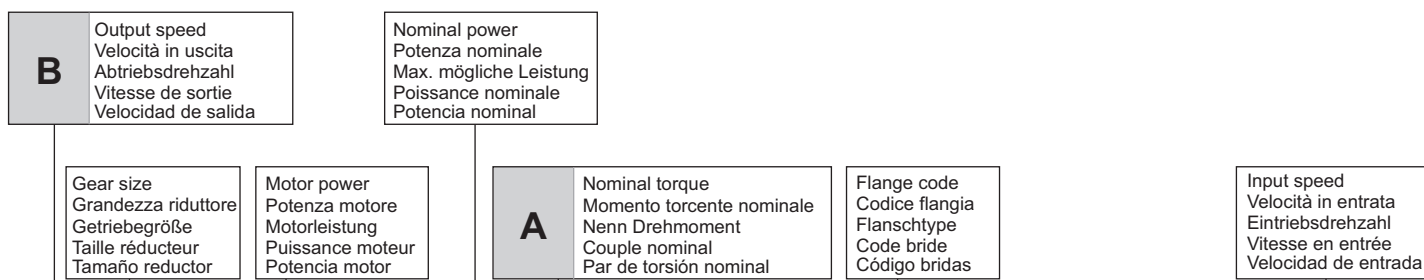 B
Output speed
Velocità in uscita
Abtriebsdrehzahl
Vitesse de sortie
Velocidad de salida
Nominal power
Potenza nominale
Max. mögliche Leistung
Poissance nominale
Potencia nominal
Gear size
Grandezza riduttore
Getriebegröße
Taille réducteur
Tamaño reductor
Motor power
Potenza motore
Motorleistung
Puissance moteur
Potencia motor
A
Nominal torque
Momento torcente nominale
Nenn Drehmoment
Couple nominal
Par de torsión nominal
Flange code
Codice flangia
Flanschtype
Code bride
Código bridas
Input speed
Velocità in entrata
Eintriebsdrehzahl
Vitesse en entrée
Velocidad de entrada